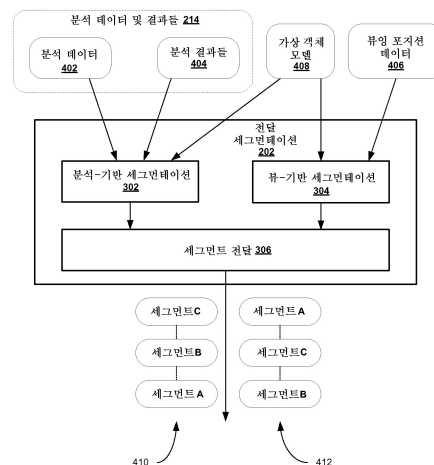 분석 데이터 및 결과들 214
분석 데이터
402
분석 결과들
404
가상 객체
모델
408
뷰잉 포지션
데이터
406
전달
세그먼테이션
202
분석-기반 세그먼테이션
302
뷰-기반 세그먼테이션
304
세그먼트 전달 306
세그먼트C
세그먼트A
세그먼트B
세그먼트C
세그먼트A
세그먼트B
410
412